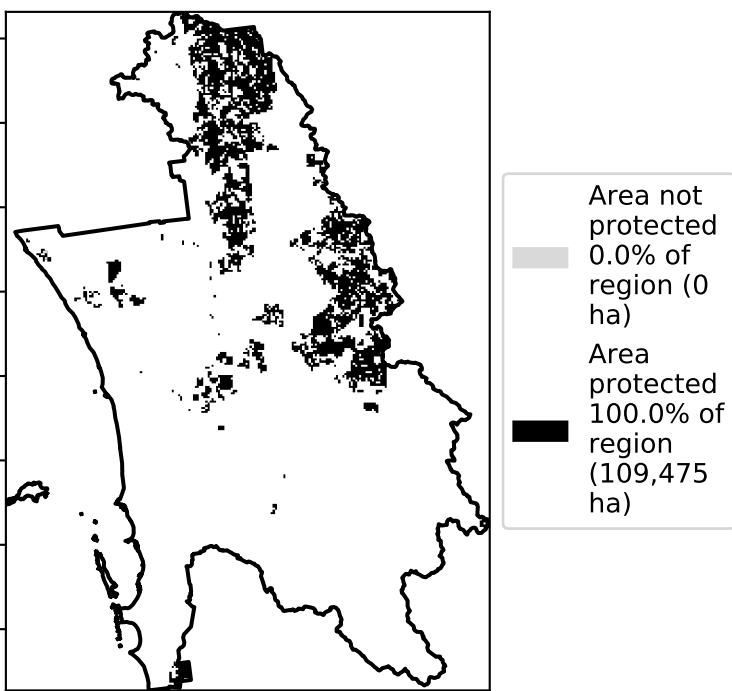 Area not
protected
0.0% of
region (0
ha)
Area
protected
100.0% of
region
(109,475
ha)